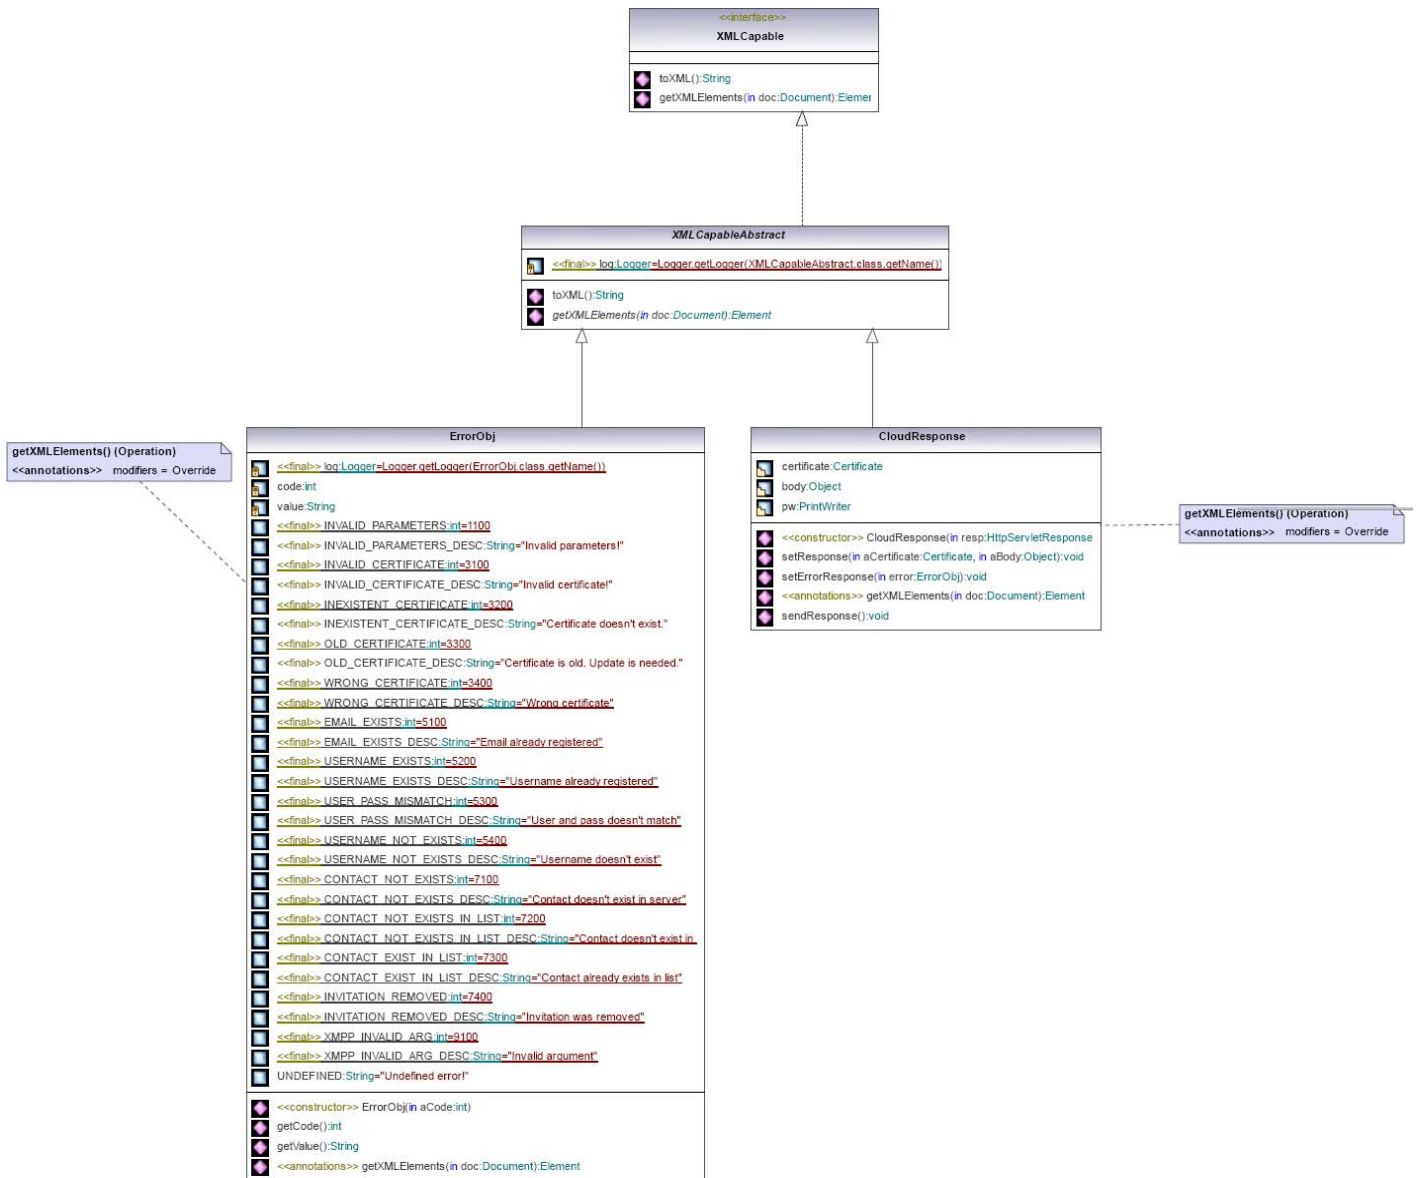 <<interface>>
XMLCapable
toXML():String
getXMLElements(in doc:Document):Elemer
XMLCapableAbstract
<<final>> log:Logger=Logger.getLogger(XMLCapableAbstract.class.getName())
toXML():String
getXMLElements(in doc:Document):Element
getXMLElements() (Operation)
<<annotations>> modifiers = Override
ErrorObj
<<final>> log:Logger=Logger.getLogger(ErrorObj.class.getName())
code:int
value:String
<<final>> INVALID_PARAMETERS:int=1100
<<final>> INVALID_PARAMETERS_DESC:String="Invalid parameters!"
<<final>> INVALID_CERTIFICATE:int=3100
<<final>> INVALID_CERTIFICATE_DESC:String="Invalid certificate!"
<<final>> INEXISTENT_CERTIFICATE:int=3200
<<final>> INEXISTENT_CERTIFICATE_DESC:String="Certificate doesn't exist."
<<final>> OLD_CERTIFICATE:int=3300
<<final>> OLD_CERTIFICATE_DESC:String="Certificate is old. Update is needed."
<<final>> WRONG_CERTIFICATE:int=3400
<<final>> WRONG_CERTIFICATE_DESC:String="Wrong certificate"
<<final>> EMAIL_EXISTS:int=5100
<<final>> EMAIL_EXISTS_DESC:String="Email already registered"
<<final>> USERNAME_EXISTS:int=5200
<<final>> USERNAME_EXISTS_DESC:String="Username already registered"
<<final>> USER_PASS_MISMATCH:int=5300
<<final>> USER_PASS_MISMATCH_DESC:String="User and pass doesn't match"
<<final>> USERNAME_NOT_EXISTS:int=5400
<<final>> USERNAME_NOT_EXISTS_DESC:String="Username doesn't exist"
<<final>> CONTACT_NOT_EXISTS:int=7100
<<final>> CONTACT_NOT_EXISTS_DESC:String="Contact doesn't exist in server"
<<final>> CONTACT_NOT_EXISTS_IN_LIST:int=7200
<<final>> CONTACT_NOT_EXISTS_IN_LIST_DESC:String="Contact doesn't exist in
<<final>> CONTACT_EXIST_IN_LIST:int=7300
<<final>> CONTACT_EXIST_IN_LIST_DESC:String="Contact already exists in list"
<<final>> INVITATION_REMOVED:int=7400
<<final>> INVITATION_REMOVED_DESC:String="Invitation was removed"
<<final>> XMPP_INVALID_ARG:int=9100
<<final>> XMPP_INVALID_ARG_DESC:String="Invalid argument"
UNDEFINED:String="Undefined error!"
<<constructor>> ErrorObj(in aCode:int)
getCode():int
getValue():String
<<annotations>> getXMLElements(in doc:Document):Element
CloudResponse
certificate:Certificate
body:Object
pw:PrintWriter
<<constructor>> CloudResponse(in resp:HttpServletResponse
setResponse(in aCertificate:Certificate, in aBody:Object):void
setErrorResponse(in error:ErrorObj):void
<<annotations>> getXMLElements(in doc:Document):Element
sendResponse():void
getXMLElements() (Operation)
<<annotations>> modifiers = Override